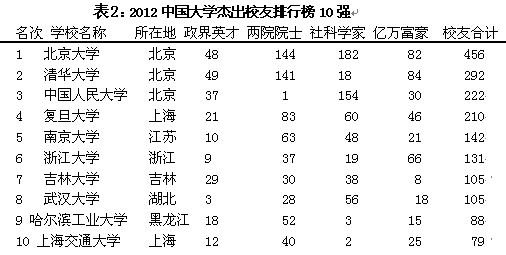 表2：2012 中国大学杰出校友排行榜 10 强↵
名次 学校名称 所在地 政界英才 两院院士 社科学家 亿万富豪 校友合计
1 北京大学 北京 48 144 182 82 456
2 清华大学 北京 49 141 18 84 292
3 中国人民大学 北京 37 1 154 30 222
4 复旦大学 上海 21 83 60 46 210
5 南京大学 江苏 10 63 48 21 142
6 浙江大学 浙江 9 37 19 66 131
7 吉林大学 吉林 29 30 38 8 105
8 武汉大学 湖北 3 28 56 18 105
9 哈尔滨工业大学 黑龙江 18 52 3 15 88
10 上海交通大学 上海 12 40 2 25 79